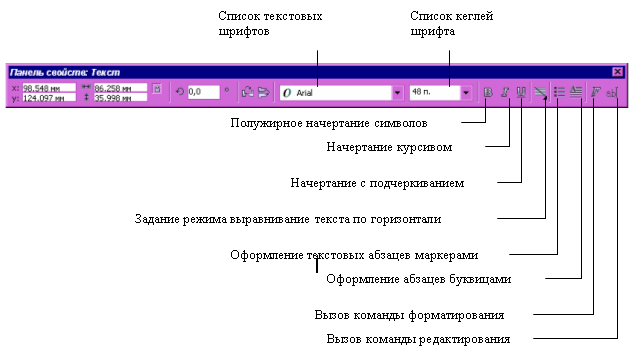 Список текстовых
шрифтов
Список кеглей
шрифта
Панель свойств: Текст
x: 98.548 мм
y: 124.097 мм
86.258 мм
35.998 мм
0,0 °
O Arial
48 п.
B I U
F ab
Полужирное начертание символов
Начертание курсивом
Начертание с подчеркиванием
Задание режима выравнивание текста по горизонтали
Оформление текстовых абзацев маркерами
Оформление абзацев буквицами
Вызов команды форматирования
Вызов команды редактирования